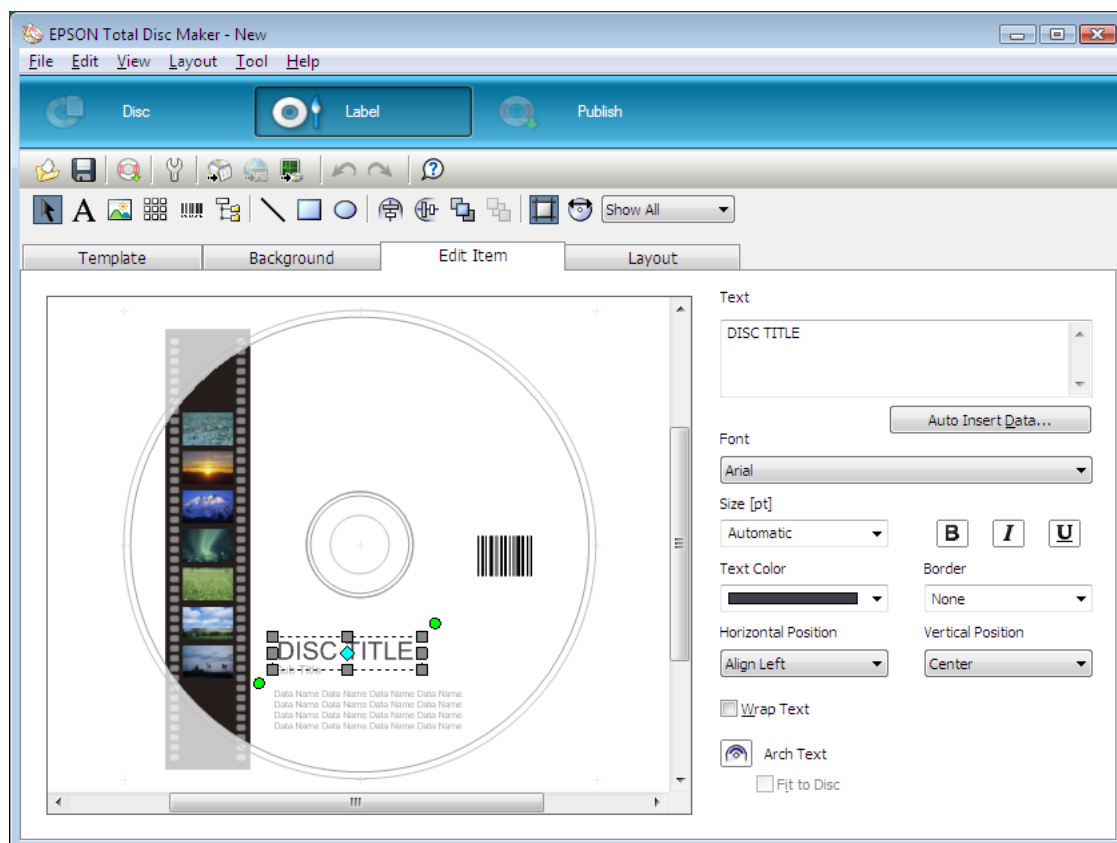 EPSON Total Disc Maker - New
File Edit View Layout Tool Help
Disc Label Publish
A Show All
Template Background Edit Item Layout
Text
DISC TITLE
Auto Insert Data...
Font
Arial
Size [pt]
Automatic B I U
Text Color Border
None
Horizontal Position Vertical Position
Align Left Center
Wrap Text
Arch Text
Fit to Disc
DISC TITLE
Sub Title
Data Name Data Name Data Name Data Name
Data Name Data Name Data Name Data Name
Data Name Data Name Data Name Data Name
Data Name Data Name Data Name Data Name